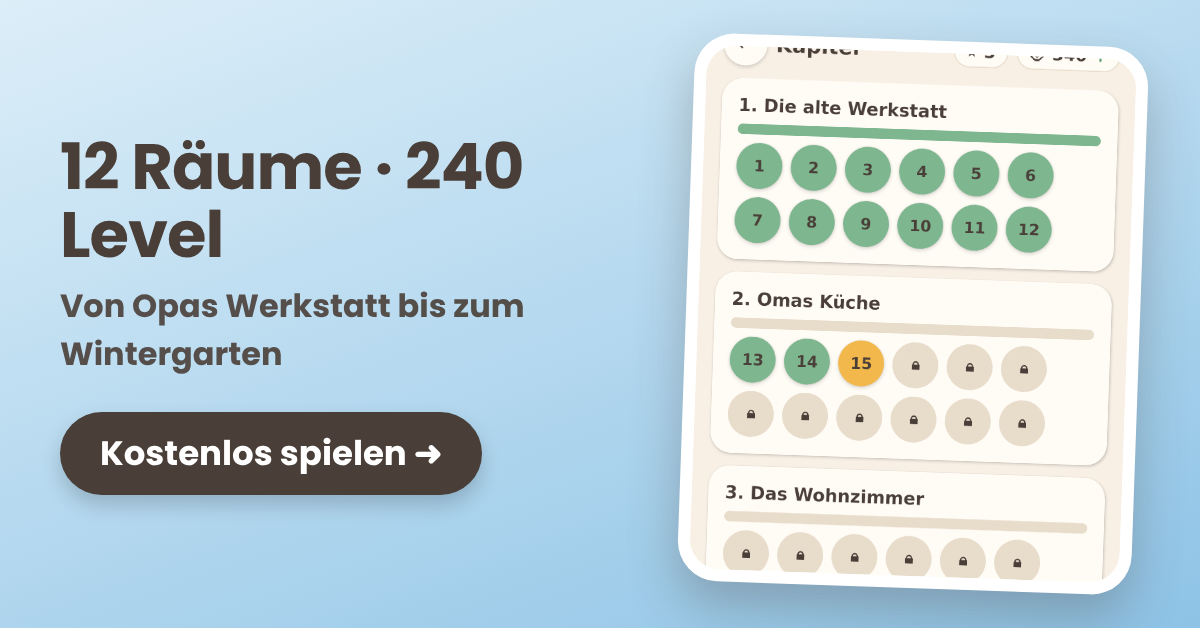 12 Räume · 240
Level
Von Opas Werkstatt bis zum
Wintergarten
Kostenlos spielen →
1. Die alte Werkstatt
1 2 3 4 5 6
7 8 9 10 11 12
2. Omas Küche
13 14 15
3. Das Wohnzimmer